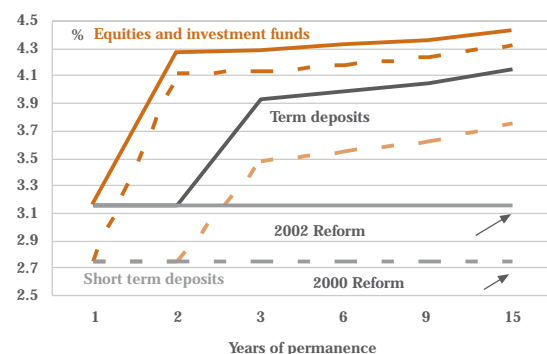 4.5
% Equities and investment funds
4.3
4.1
3.9
Term deposits
3.7
3.5
3.3
3.1
2002 Reform
2.9
2.7
Short term deposits
2000 Reform
2.5
1 2 3 6 9 15
Years of permanence